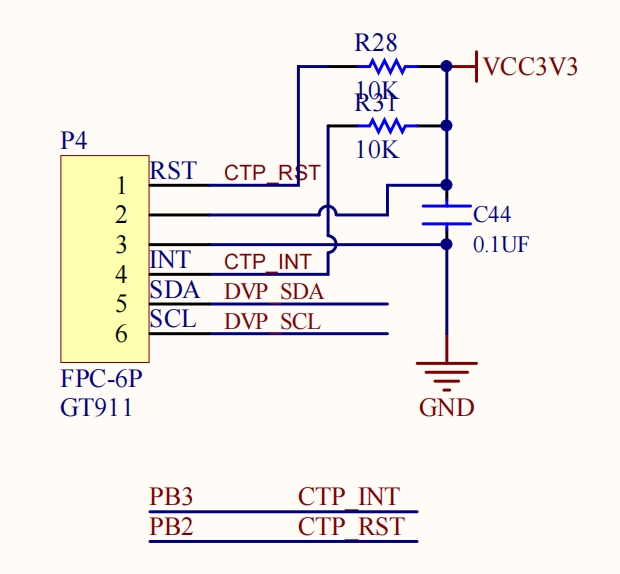 R28
10K
VCC3V3
R31
10K
P4
1 RST CTP_RST
2
3
4 INT CTP_INT
5 SDA DVP_SDA
6 SCL DVP_SCL
C44
0.1UF
FPC-6P
GT911
GND
PB3 CTP_INT
PB2 CTP_RST